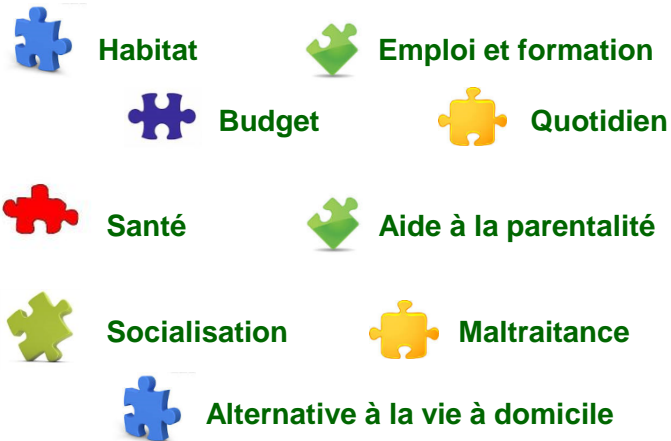 Habitat
Emploi et formation
Budget
Quotidien
Santé
Aide à la parentalité
Socialisation
Maltraitance
Alternative à la vie à domicile